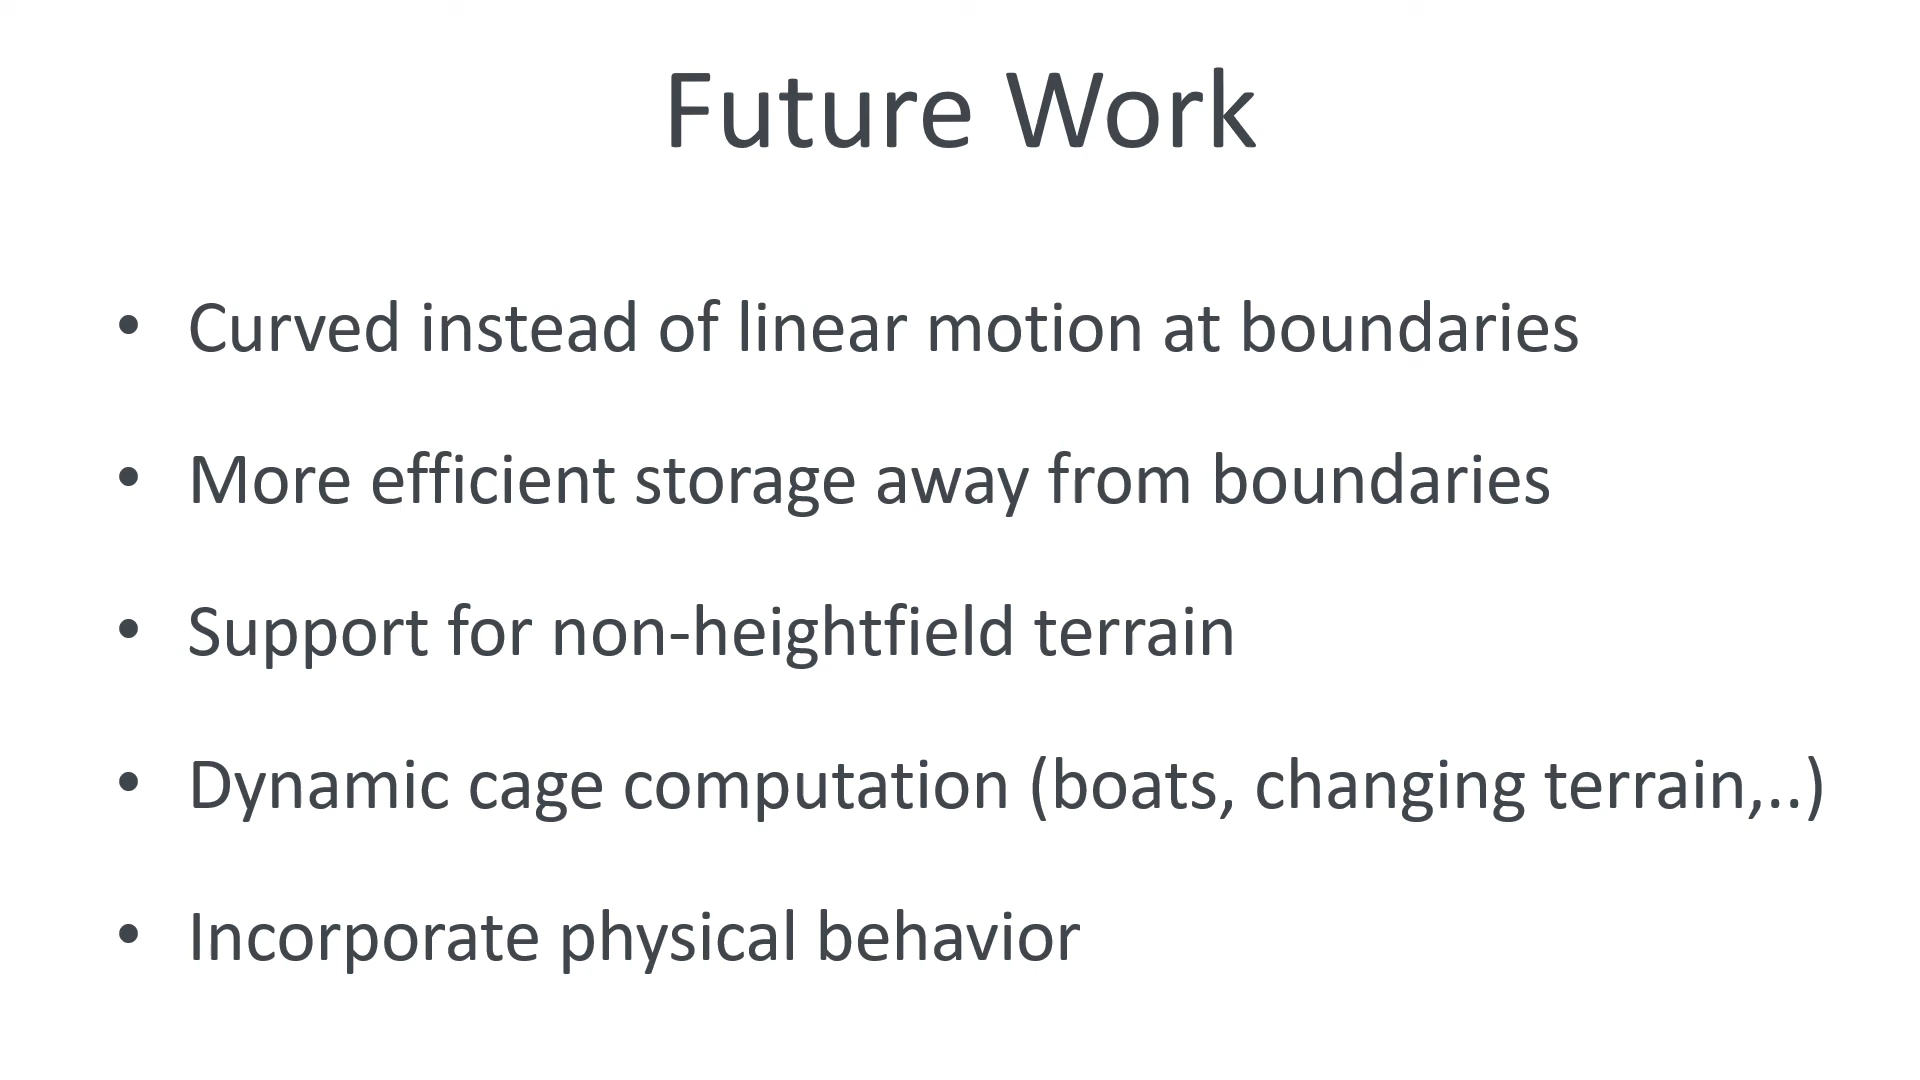 Future Work
• Curved instead of linear motion at boundaries
• More efficient storage away from boundaries
• Support for non-heightfield terrain
• Dynamic cage computation (boats, changing terrain,..)
• Incorporate physical behavior